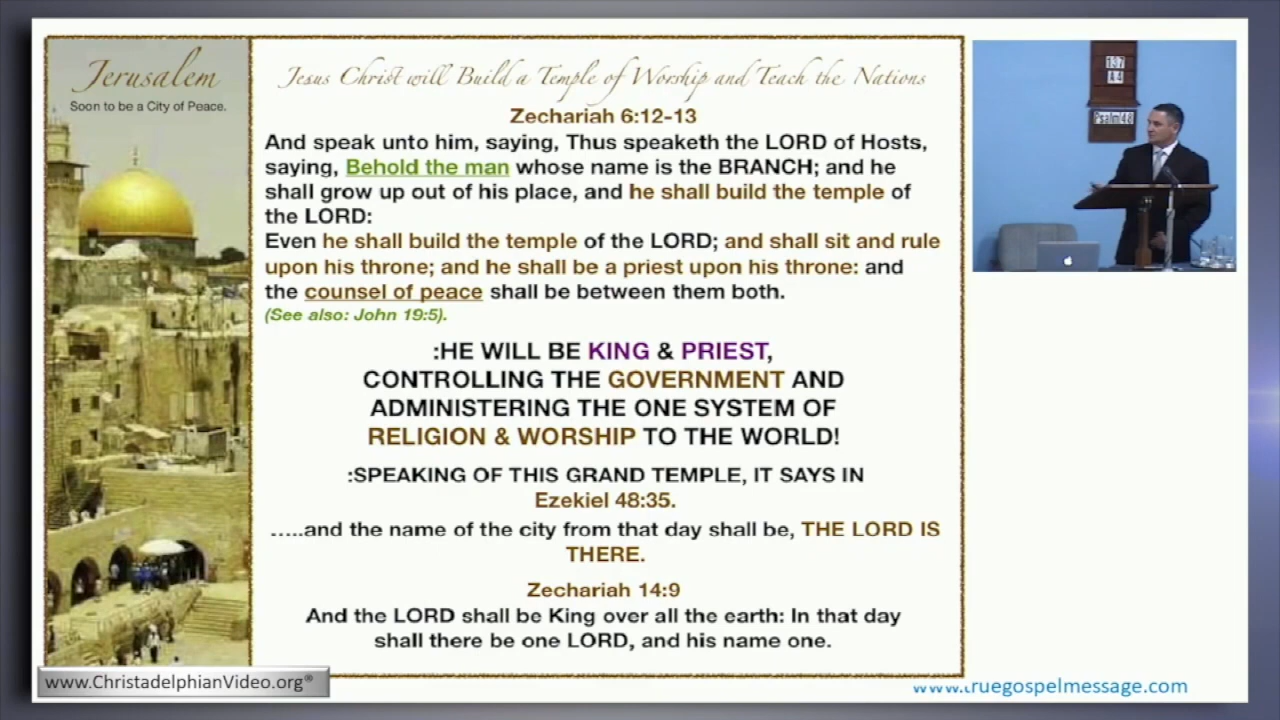 Jerusalem
Soon to be a City of Peace.
Jesus Christ will Build a Temple of Worship and Teach the Nations
Zechariah 6:12-13
And speak unto him, saying, Thus speaketh the LORD of Hosts,
saying, Behold the man whose name is the BRANCH; and he
shall grow up out of his place, and he shall build the temple of
the LORD:
Even he shall build the temple of the LORD; and shall sit and rule
upon his throne; and he shall be a priest upon his throne: and
the counsel of peace shall be between them both.
(See also: John 19:5).
:HE WILL BE KING & PRIEST,
CONTROLLING THE GOVERNMENT AND
ADMINISTERING THE ONE SYSTEM OF
RELIGION & WORSHIP TO THE WORLD!
:SPEAKING OF THIS GRAND TEMPLE, IT SAYS IN
Ezekiel 48:35.
.....and the name of the city from that day shall be, THE LORD IS
THERE.
Zechariah 14:9
And the LORD shall be King over all the earth: In that day
shall there be one LORD, and his name one.
137
44
Psalm 48
www.ChristadelphianVideo.org®
www.truegospelmessage.com